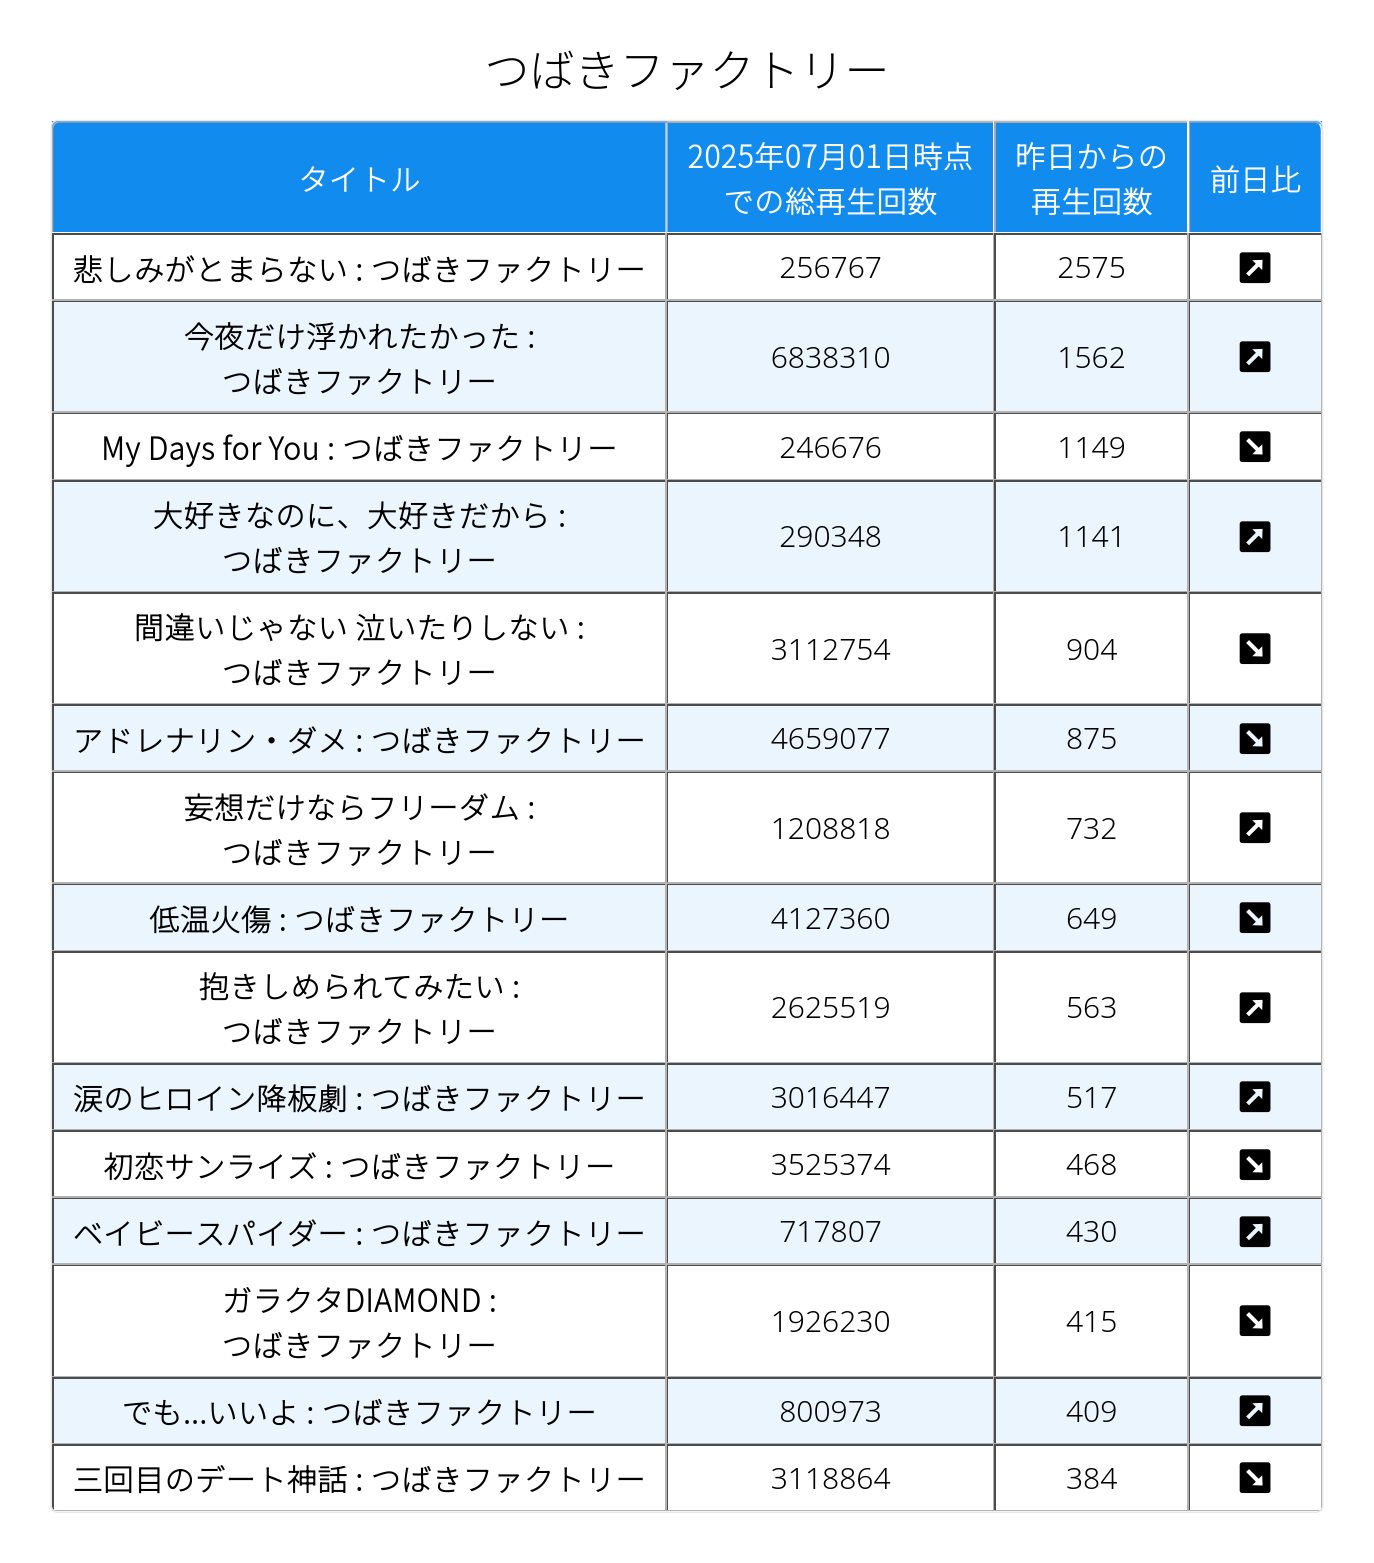 つばきファクトリー
タイトル
2025年07月01日時点
での総再生回数
昨日からの
再生回数
前日比
悲しみがとまらない : つばきファクトリー
256767
2575
今夜だけ浮かれたかった :
つばきファクトリー
6838310
1562
My Days for You : つばきファクトリー
246676
1149
大好きなのに、大好きだから :
つばきファクトリー
290348
1141
間違いじゃない 泣いたりしない :
つばきファクトリー
3112754
904
アドレナリン・ダメ : つばきファクトリー
4659077
875
妄想だけならフリーダム :
つばきファクトリー
1208818
732
低温火傷 : つばきファクトリー
4127360
649
抱きしめられてみたい :
つばきファクトリー
2625519
563
涙のヒロイン降板劇 : つばきファクトリー
3016447
517
初恋サンライズ : つばきファクトリー
3525374
468
ベイビースパイダー : つばきファクトリー
717807
430
ガラクタDIAMOND :
つばきファクトリー
1926230
415
でも...いいよ : つばきファクトリー
800973
409
三回目のデート神話 : つばきファクトリー
3118864
384